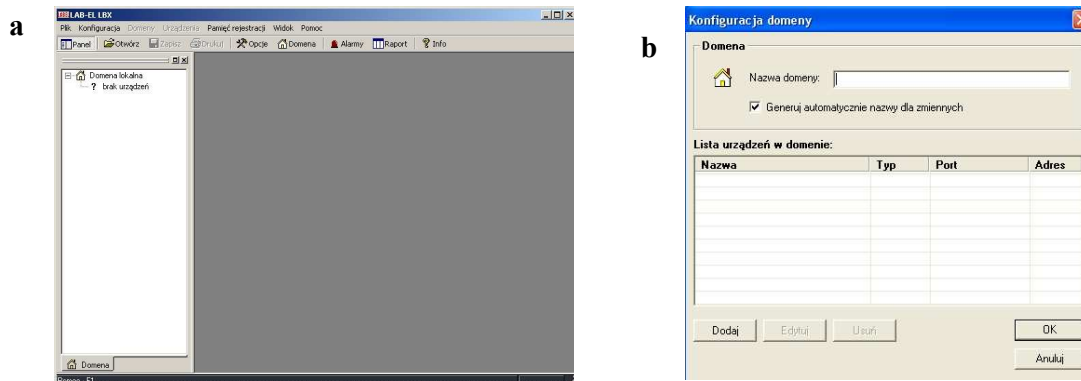 a
LAB-EL LBX
Plik Konfiguracja Domeny Urządzenia Pamięć rejestracji Widok Pomoc
Panel Otwórz Zapisz Drukuj Opcje Domena Alarmy Raport Info
Domena lokalna
? brak urządzeń
Domena
Pomoc - F1
b
Konfiguracja domeny
Domena
Nazwa domeny:
Generuj automatycznie nazwy dla zmiennych
Lista urządzeń w domenie:
Nazwa Typ Port Adres
Dodaj Edytuj Usuń OK
Anuluj